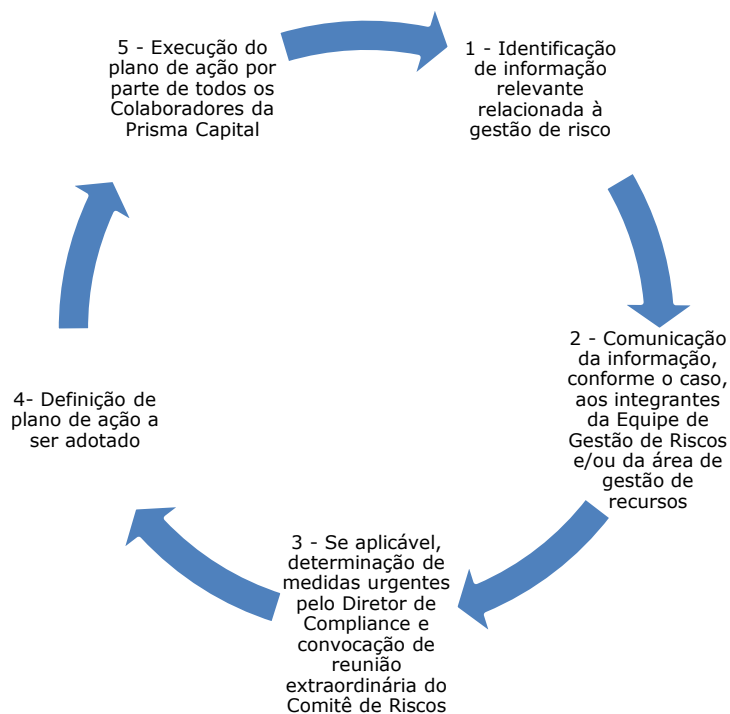 1 - Identificação
de informação
relevante
relacionada à
gestão de risco
2 - Comunicação
da informação,
conforme o caso,
aos integrantes
da Equipe de
Gestão de Riscos
e/ou da área de
gestão de
recursos
3 - Se aplicável,
determinação de
medidas urgentes
pelo Diretor de
Compliance e
convocação de
reunião
extraordinária do
Comitê de Riscos
4- Definição de
plano de ação a
ser adotado
5 - Execução do
plano de ação por
parte de todos os
Colaboradores da
Prisma Capital